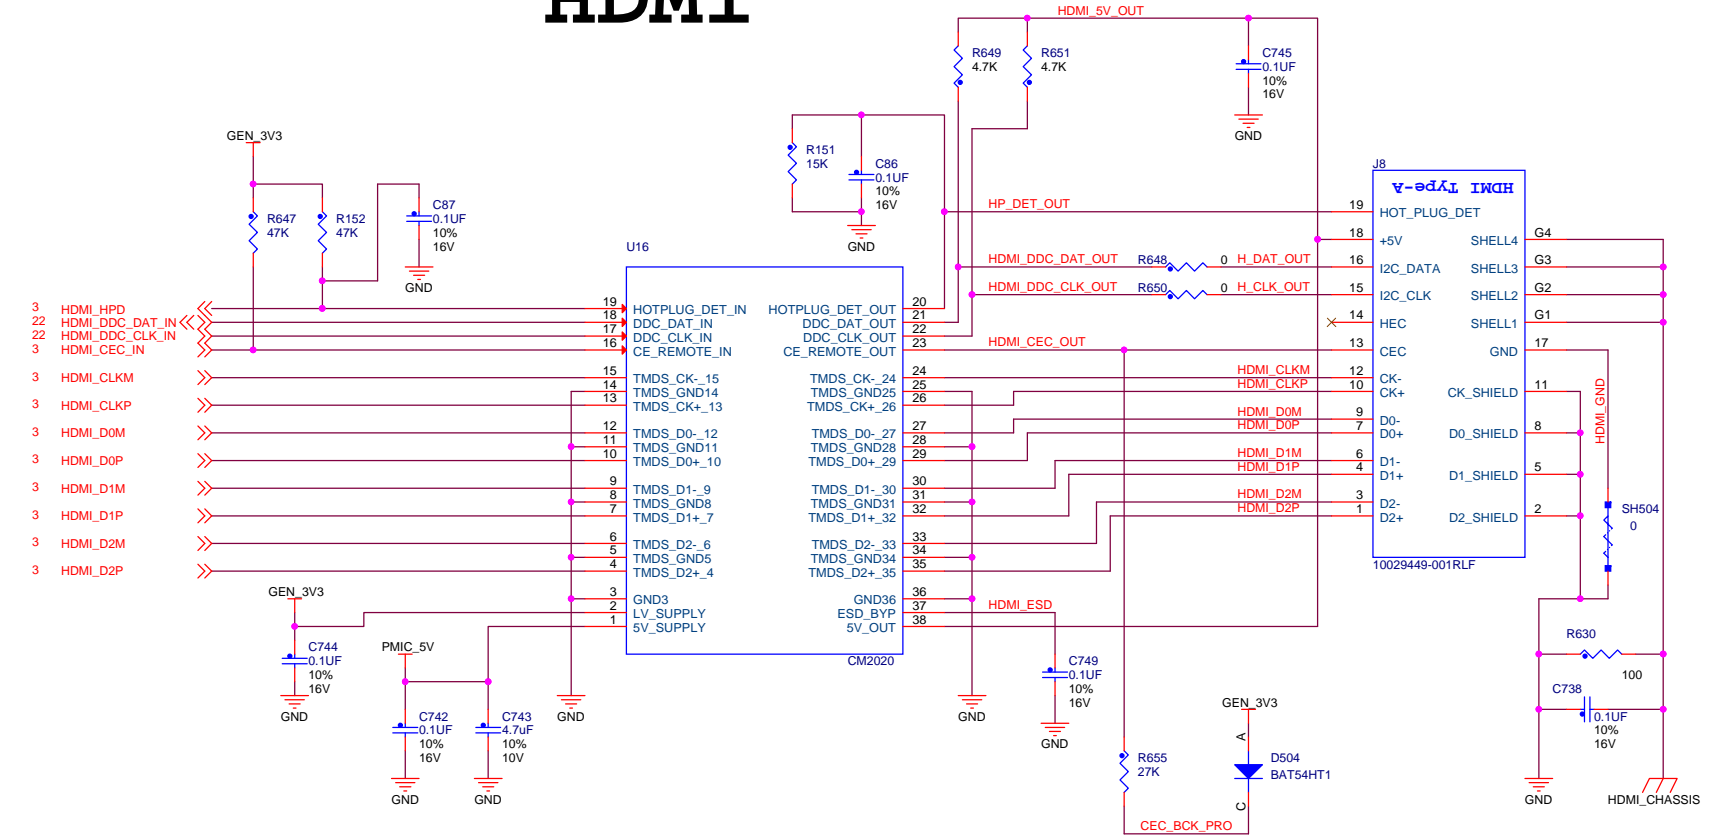 HDMI
HDMI_5V_OUT
R649
4.7K
R651
4.7K
C745
0.1UF
10%
16V
GND
GEN_3V3
R647
47K
R152
47K
C87
0.1UF
10%
16V
GND
R151
15K
C86
0.1UF
10%
16V
GND
3 HDMI_HPD
22 HDMI_DDC_DAT_IN
22 HDMI_DDC_CLK_IN
3 HDMI_CEC_IN
3 HDMI_CLKM
3 HDMI_CLKP
3 HDMI_D0M
3 HDMI_D0P
3 HDMI_D1M
3 HDMI_D1P
3 HDMI_D2M
3 HDMI_D2P
U16
19 HOTPLUG_DET_IN HOTPLUG_DET_OUT 20
18 DDC_DAT_IN DDC_DAT_OUT 21
17 DDC_CLK_IN DDC_CLK_OUT 22
16 CE_REMOTE_IN CE_REMOTE_OUT 23
15 TMDS_CK-_15 TMDS_CK-_24 24
14 TMDS_GND14 TMDS_GND25 25
13 TMDS_CK+_13 TMDS_CK+_26 26
12 TMDS_D0-_12 TMDS_D0-_27 27
11 TMDS_GND11 TMDS_GND28 28
10 TMDS_D0+_10 TMDS_D0+_29 29
9 TMDS_D1-_9 TMDS_D1-_30 30
8 TMDS_GND8 TMDS_GND31 31
7 TMDS_D1+_7 TMDS_D1+_32 32
6 TMDS_D2-_6 TMDS_D2-_33 33
5 TMDS_GND5 TMDS_GND34 34
4 TMDS_D2+_4 TMDS_D2+_35 35
3 GND3 GND36 36
2 LV_SUPPLY ESD_BYP 37
1 5V_SUPPLY 5V_OUT 38
CM2020
HP_DET_OUT
HDMI_DDC_DAT_OUT R648 0 H_DAT_OUT
HDMI_DDC_CLK_OUT R650 0 H_CLK_OUT
HDMI_CEC_OUT
HDMI_CLKM
HDMI_CLKP
HDMI_D0M
HDMI_D0P
HDMI_D1M
HDMI_D1P
HDMI_D2M
HDMI_D2P
HDMI_ESD
J8
HDMI Type-A
19 HOT_PLUG_DET
18 +5V SHELL4 G4
16 I2C_DATA SHELL3 G3
15 I2C_CLK SHELL2 G2
14 HEC SHELL1 G1
13 CEC GND 17
12 CK-
10 CK+ CK_SHIELD 11
9 D0-
7 D0+ D0_SHIELD 8
6 D1-
4 D1+ D1_SHIELD 5
3 D2-
1 D2+ D2_SHIELD 2
10029449-001RLF
HDMI_GND
SH504
0
R630
100
C738
0.1UF
10%
16V
GND
HDMI_CHASSIS
GEN_3V3
C744
0.1UF
10%
16V
GND
PMIC_5V
C742
0.1UF
10%
16V
GND
C743
4.7uF
10%
10V
GND
GND
GND
C749
0.1UF
10%
16V
GND
R655
27K
GEN_3V3
A
D504
BAT54HT1
C
CEC_BCK_PRO